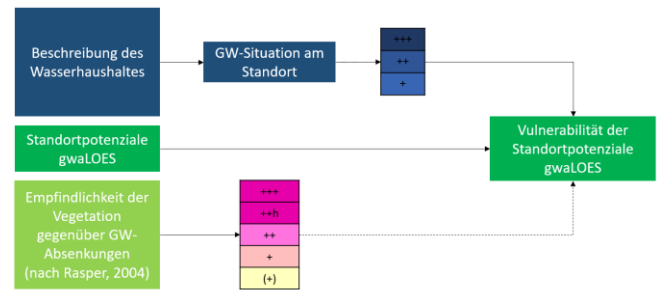 Beschreibung des
Wasserhaushaltes
GW-Situation am
Standort
+++
++
+
Standortpotenziale
gwaLOES
Vulnerabilität der
Standortpotenziale
gwaLOES
Empfindlichkeit der
Vegetation
gegenüber GW-
Absenkungen
(nach Rasper, 2004)
+++
++h
++
+
(+)